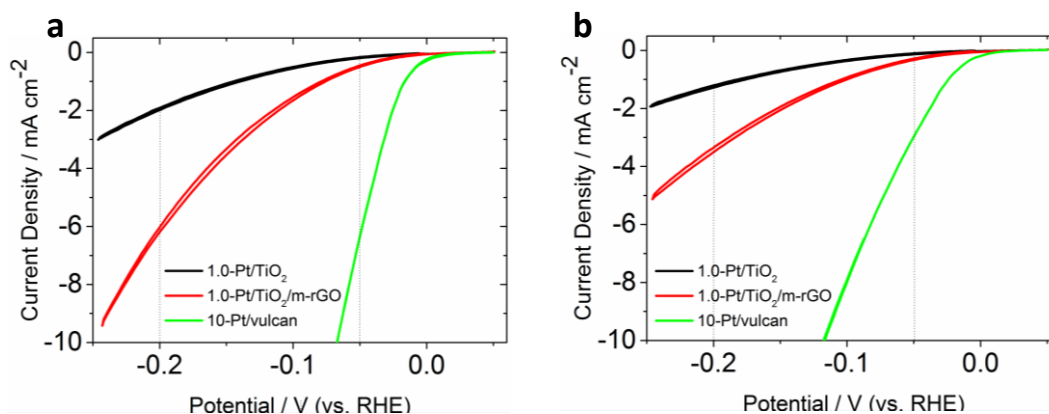 a
0
-2
-4
-6
-8
-10
Current Density / mA cm⁻²
1.0-Pt/TiO₂
1.0-Pt/TiO₂/m-rGO
10-Pt/vulcan
-0.2 -0.1 0.0
Potential / V (vs. RHE)
b
0
-2
-4
-6
-8
-10
Current Density / mA cm⁻²
1.0-Pt/TiO₂
1.0-Pt/TiO₂/m-rGO
10-Pt/vulcan
-0.2 -0.1 0.0
Potential / V (vs. RHE)